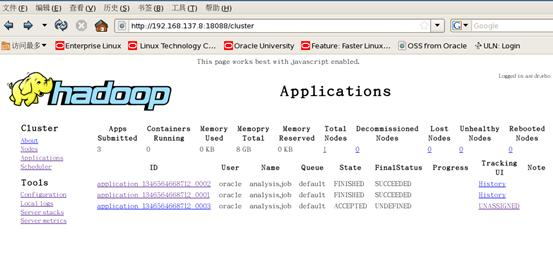 文件(F) 编辑(E) 查看(V) 历史(S) 书签(B) 工具(T) 帮助(H)
http://192.168.137.8:18088/cluster
Google
访问最多 Enterprise Linux Linux Technology C... Oracle University Feature: Faster Linux... OSS from Oracle ULN: Login
This page works best with javascript enabled.
Logged in as: dr.who
hadoop
Applications
Cluster
About
Nodes
Applications
Scheduler
Tools
Configuration
Local logs
Server stacks
Server metrics
Apps Submitted Containers Running Memory Used Memopry Total Memory Reserved Total Nodes Decommissioned Nodes Lost Nodes Unhealthy Nodes Rebooted Nodes
3 0 0 KB 8 GB 0 KB 1 0 0 0 0
ID User Name Queue State FinalStatus Progress Tracking UI Note
application_1346564668712_0002 oracle analysis.job default FINISHED SUCCEEDED History
application_1346564668712_0001 oracle analysis.job default FINISHED SUCCEEDED History
application_1346564668712_0003 oracle analysis.job default ACCEPTED UNDEFINED UNASSIGNED